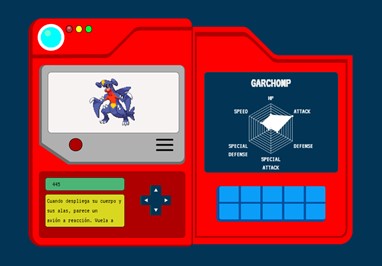 445
Cuando despliega su cuerpo y
sus alas, parece un
avión a reacción. Vuela a
GARCHOMP
HP
SPEED
ATTACK
SPECIAL
DEFENSE
DEFENSE
SPECIAL
ATTACK